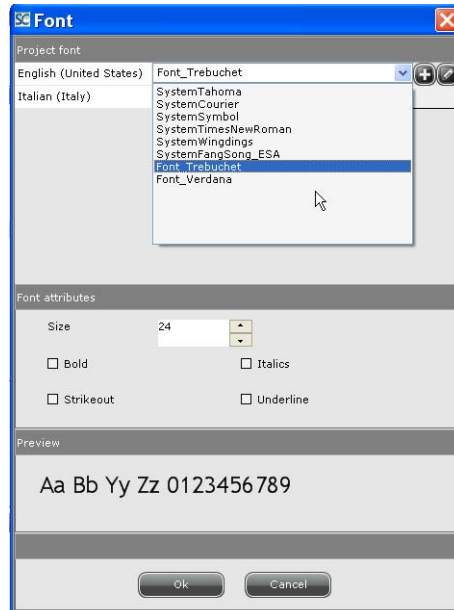 SC Font
Project font
English (United States) Font_Trebuchet
Italian (Italy)
SystemTahoma
SystemCourier
SystemSymbol
SystemTimesNewRoman
SystemWingdings
SystemFangSong_ESA
Font_Trebuchet
Font_Verdana
Font attributes
Size 24
Bold Italics
Strikeout Underline
Preview
Aa Bb Yy Zz 0123456789
Ok Cancel